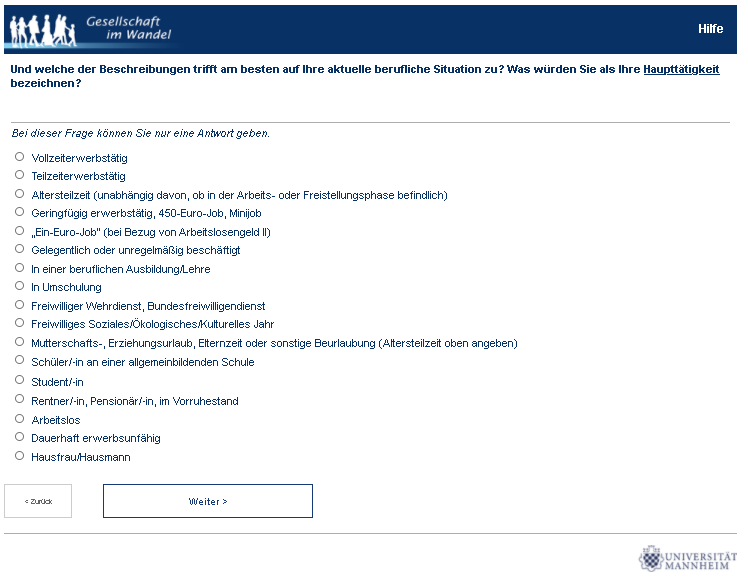 Gesellschaft
im Wandel
Hilfe
Und welche der Beschreibungen trifft am besten auf Ihre aktuelle berufliche Situation zu? Was würden Sie als Ihre Haupttätigkeit
bezeichnen?
Bei dieser Frage können Sie nur eine Antwort geben.
Vollzeiterwerbstätig
Teilzeiterwerbstätig
Altersteilzeit (unabhängig davon, ob in der Arbeits- oder Freistellungsphase befindlich)
Geringfügig erwerbstätig, 450-Euro-Job, Minijob
„Ein-Euro-Job" (bei Bezug von Arbeitslosengeld II)
Gelegentlich oder unregelmäßig beschäftigt
In einer beruflichen Ausbildung/Lehre
In Umschulung
Freiwilliger Wehrdienst, Bundesfreiwilligendienst
Freiwilliges Soziales/Ökologisches/Kulturelles Jahr
Mutterschafts-, Erziehungsurlaub, Elternzeit oder sonstige Beurlaubung (Altersteilzeit oben angeben)
Schüler/-in an einer allgemeinbildenden Schule
Student/-in
Rentner/-in, Pensionär/-in, im Vorruhestand
Arbeitslos
Dauerhaft erwerbsunfähig
Hausfrau/Hausmann
< Zurück
Weiter >
UNIVERSITÄT
MANNHEIM